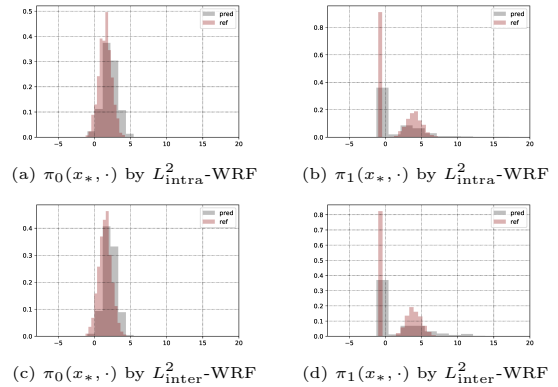 0.5
0.4
0.3
0.2
0.1
0.0
−5 0 5 10 15 20
pred
ref
0.8
0.6
0.4
0.2
0.0
−5 0 5 10 15 20
pred
ref
(a) π₀(x∗, ·) by L²intra-WRF
(b) π₁(x∗, ·) by L²intra-WRF
0.4
0.3
0.2
0.1
0.0
−5 0 5 10 15 20
pred
ref
0.8
0.7
0.6
0.5
0.4
0.3
0.2
0.1
0.0
−5 0 5 10 15 20
pred
ref
(c) π₀(x∗, ·) by L²inter-WRF
(d) π₁(x∗, ·) by L²inter-WRF